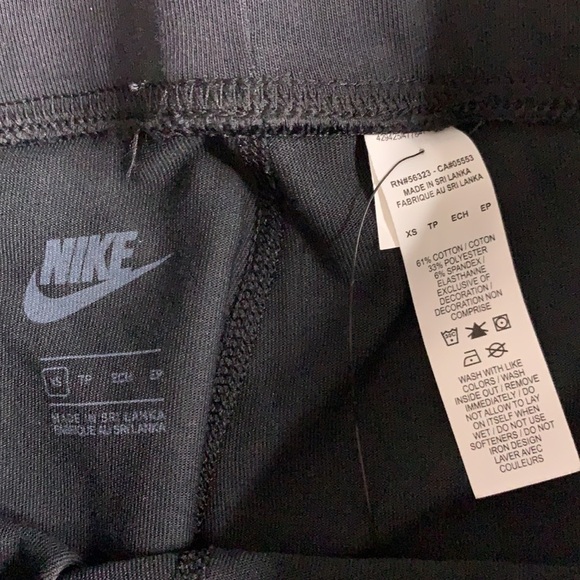 NIKE
XS TP ECH EP
MADE IN SRI LANKA
FABRIQUE AU SRI LANKA
RN#56323 - CA#05553
MADE IN SRI LANKA
FABRIQUE AU SRI LANKA
XS TP ECH EP
61% COTTON / COTON
33% POLYESTER
6% SPANDEX /
ELASTHANNE
EXCLUSIVE OF
DECORATION /
DECORATION NON
COMPRISE
WASH WITH LIKE
COLORS / WASH
INSIDE OUT / REMOVE
IMMEDIATELY / DO
NOT ALLOW TO LAY
ON ITSELF WHEN
WET / DO NOT USE
SOFTENERS / DO NOT
IRON DESIGN
LAVER AVEC
COULEURS